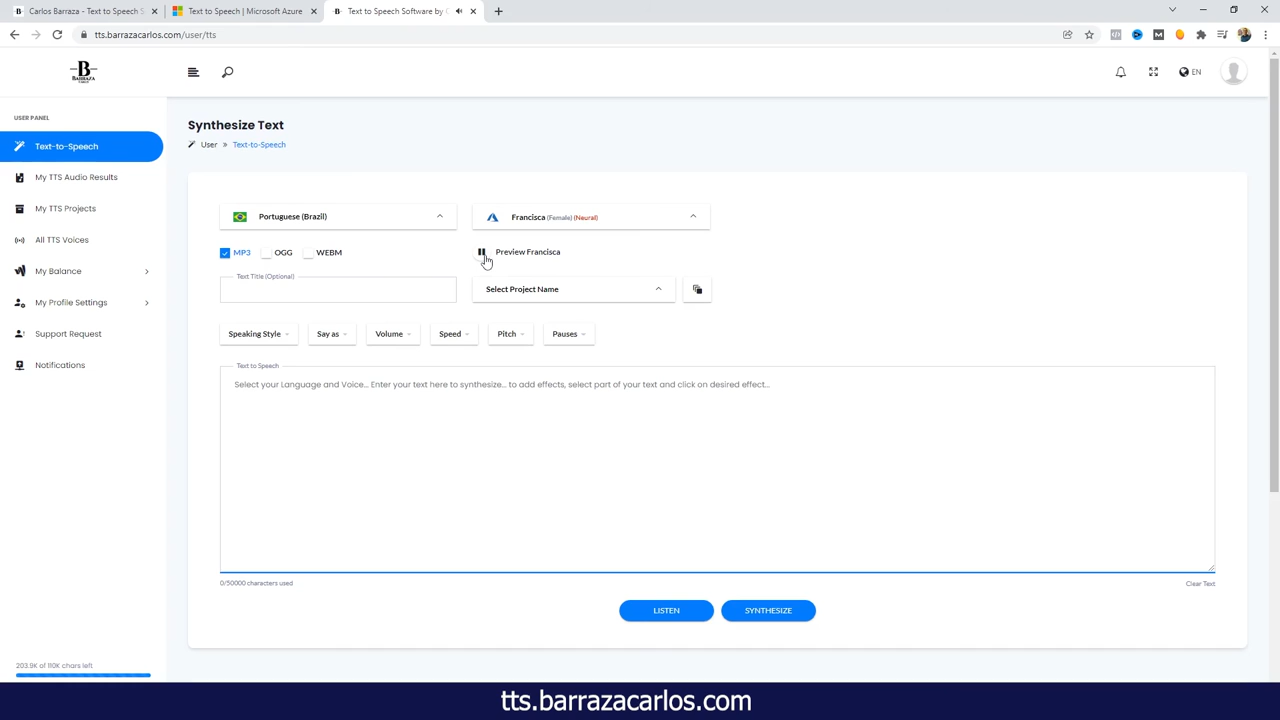 Carlos Barraza - Text to Speech S
Text to Speech | Microsoft Azure
Text to Speech Software by C
tts.barrazacarlos.com/user/tts
B
BARRAZA
CARLOS
EN
USER PANEL
Text-to-Speech
My TTS Audio Results
My TTS Projects
All TTS Voices
My Balance
My Profile Settings
Support Request
Notifications
203.9K of 110K chars left
Synthesize Text
User » Text-to-Speech
Portuguese (Brazil)
Francisca (Female) (Neural)
MP3 OGG WEBM
Preview Francisca
Text Title (Optional)
Select Project Name
Speaking Style Say as Volume Speed Pitch Pauses
Text to Speech
Select your Language and Voice... Enter your text here to synthesize... to add effects, select part of your text and click on desired effect...
0/50000 characters used
Clear Text
LISTEN SYNTHESIZE
tts.barrazacarlos.com